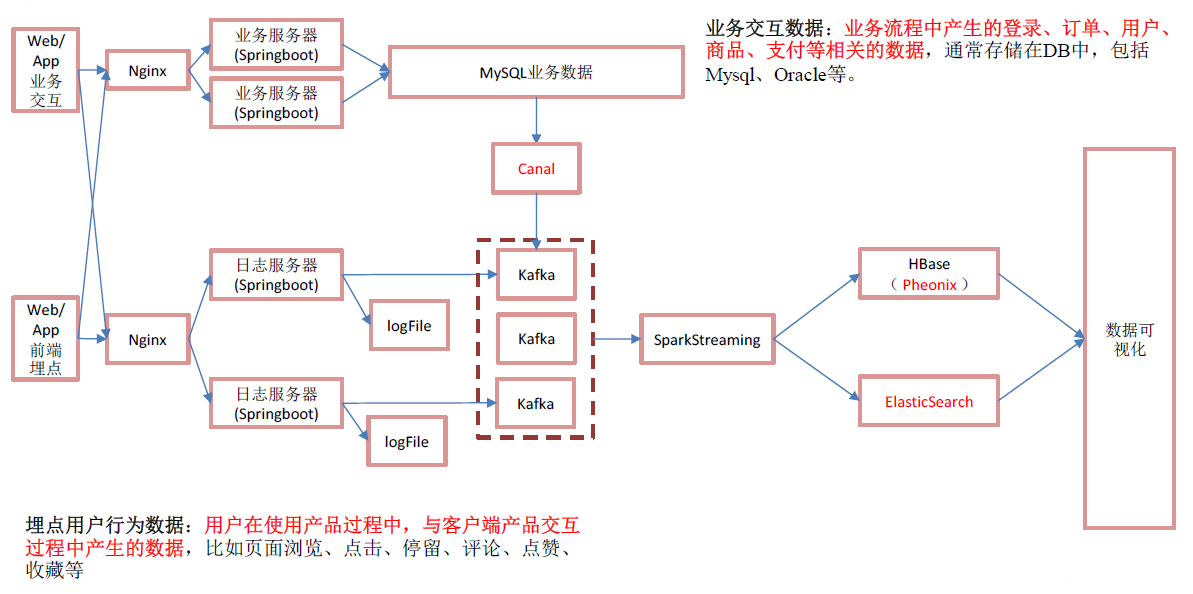 Web/
App
业务
交互
Nginx
业务服务器
(Springboot)
业务服务器
(Springboot)
MySQL业务数据
业务交互数据：业务流程中产生的登录、订单、用户、
商品、支付等相关的数据，通常存储在DB中，包括
Mysql、Oracle等。
Canal
Web/
App
前端
埋点
Nginx
日志服务器
(Springboot)
logFile
日志服务器
(Springboot)
logFile
Kafka
Kafka
Kafka
SparkStreaming
HBase
（ Pheonix ）
ElasticSearch
数据可
视化
埋点用户行为数据：用户在使用产品过程中，与客户端产品交互
过程中产生的数据，比如页面浏览、点击、停留、评论、点赞、
收藏等